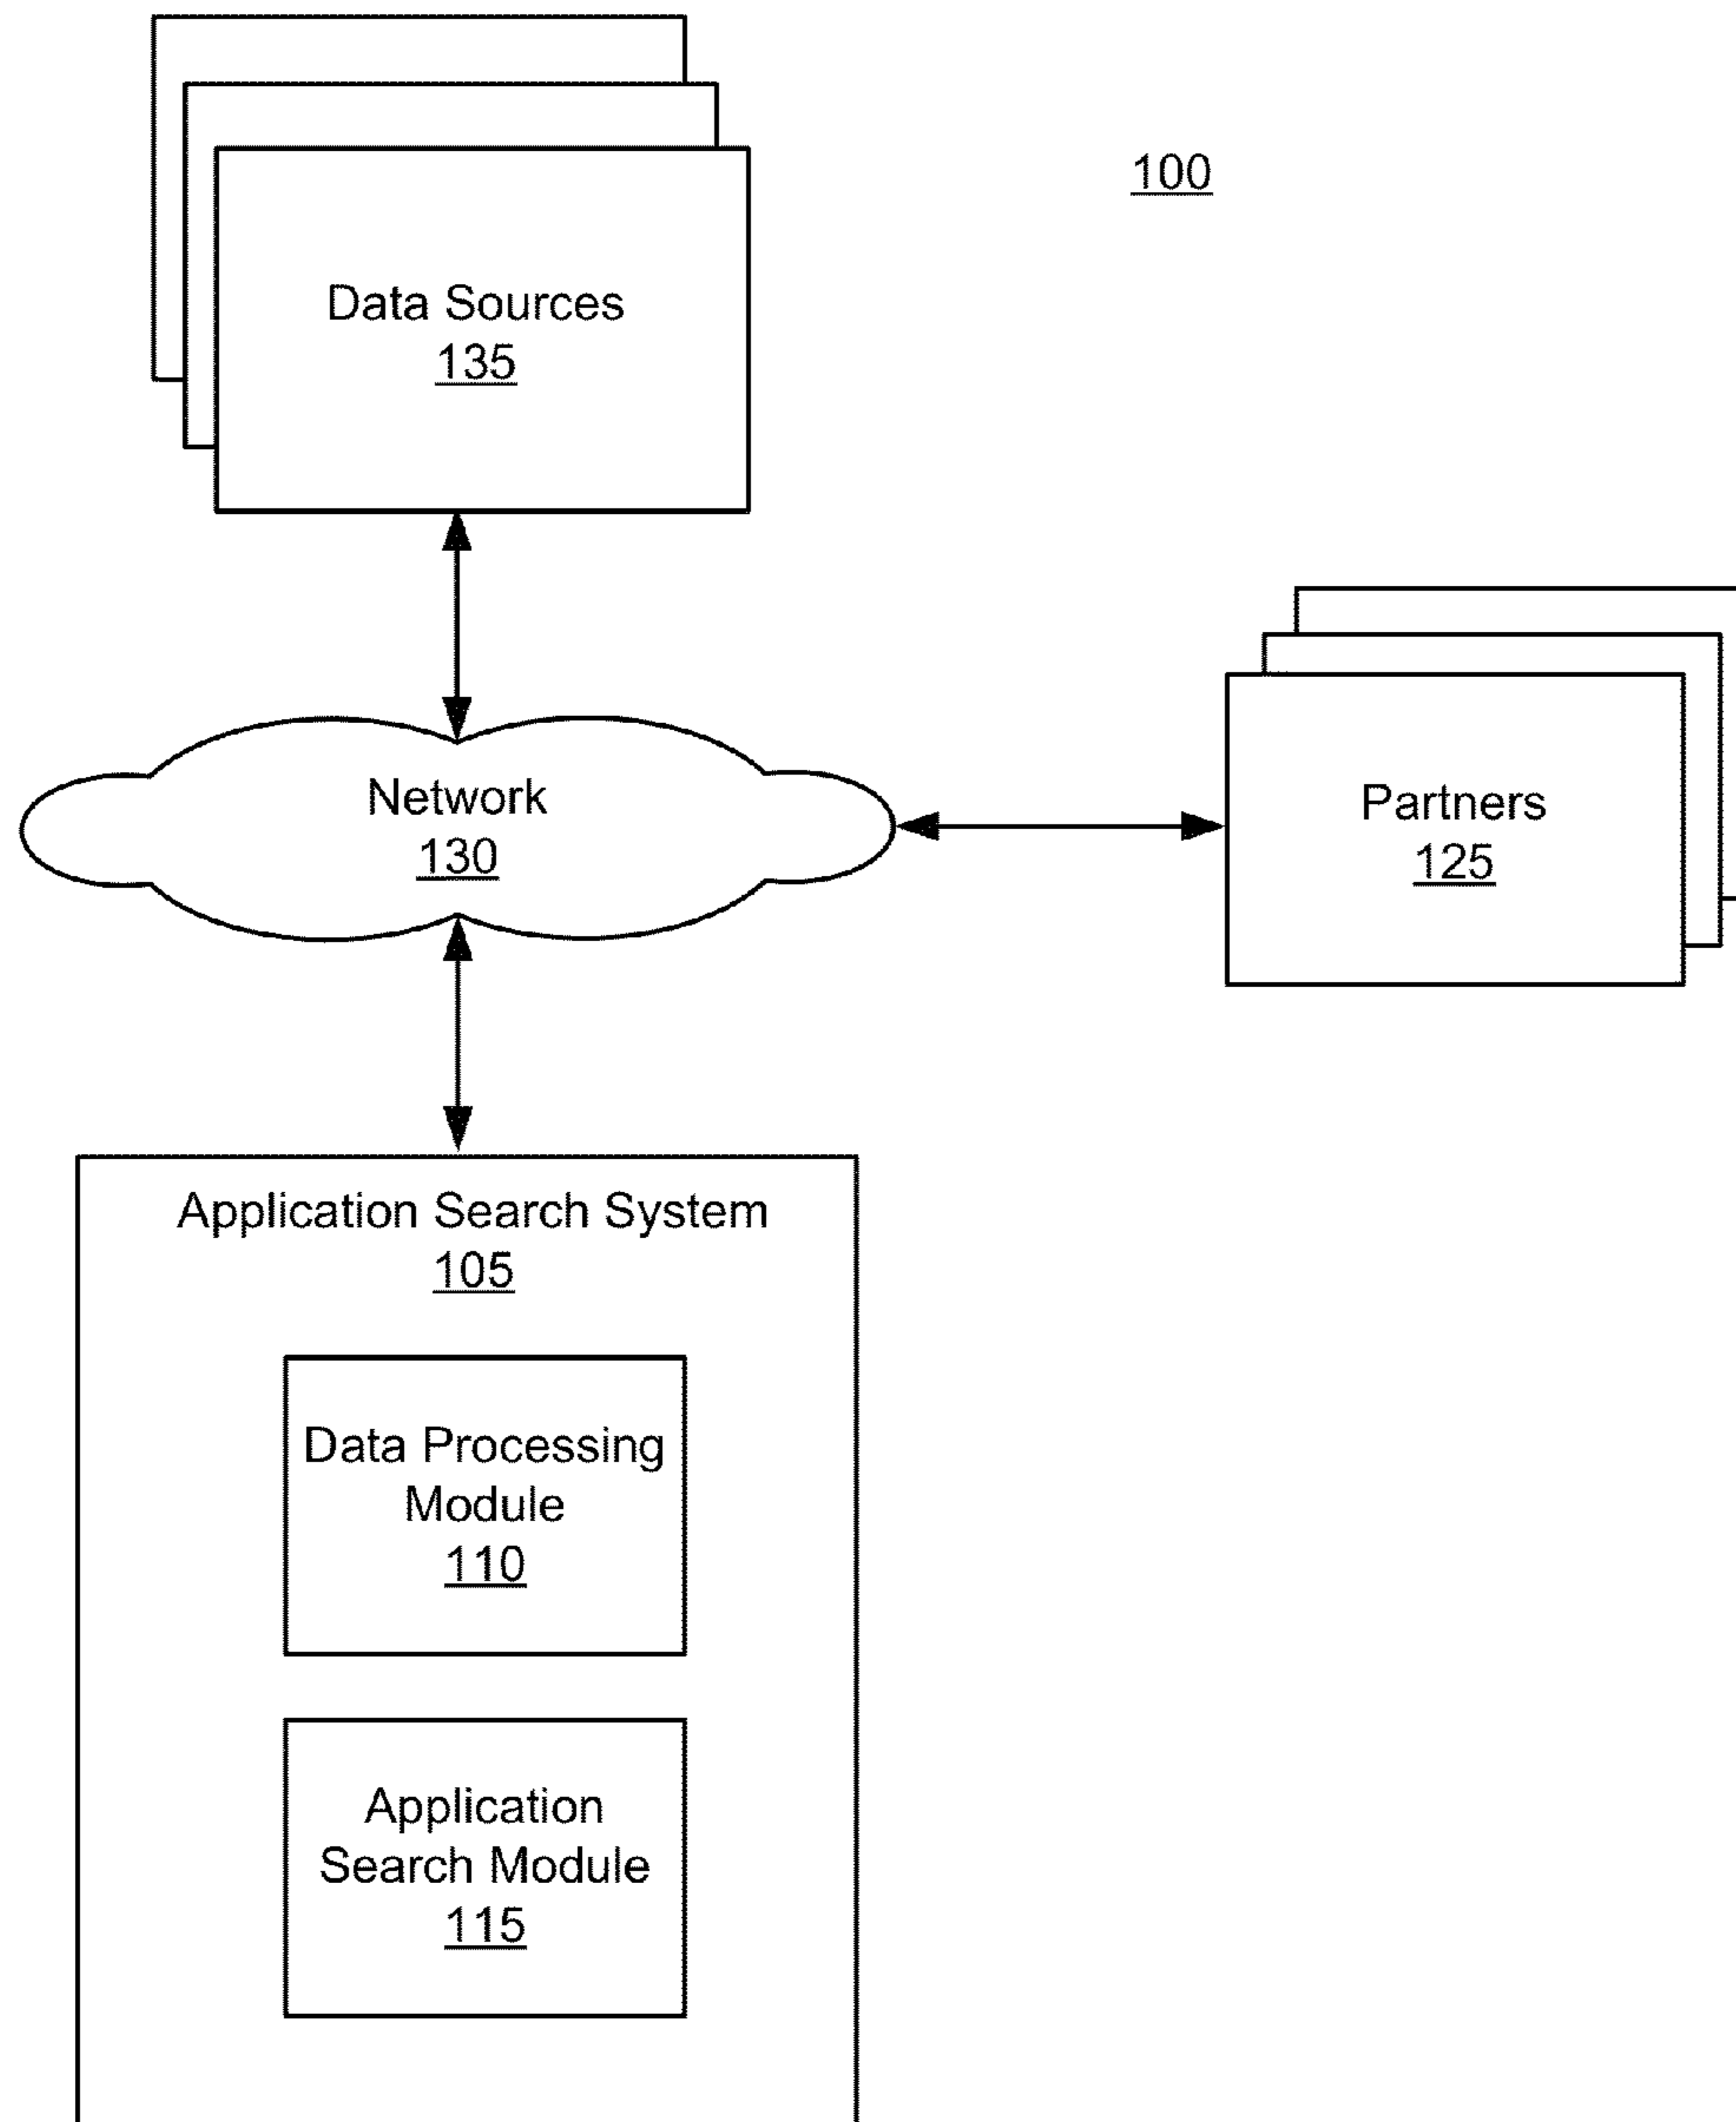 100
Data Sources
135
Network
130
Partners
125
Application Search System
105
Data Processing
Module
110
Application
Search Module
115